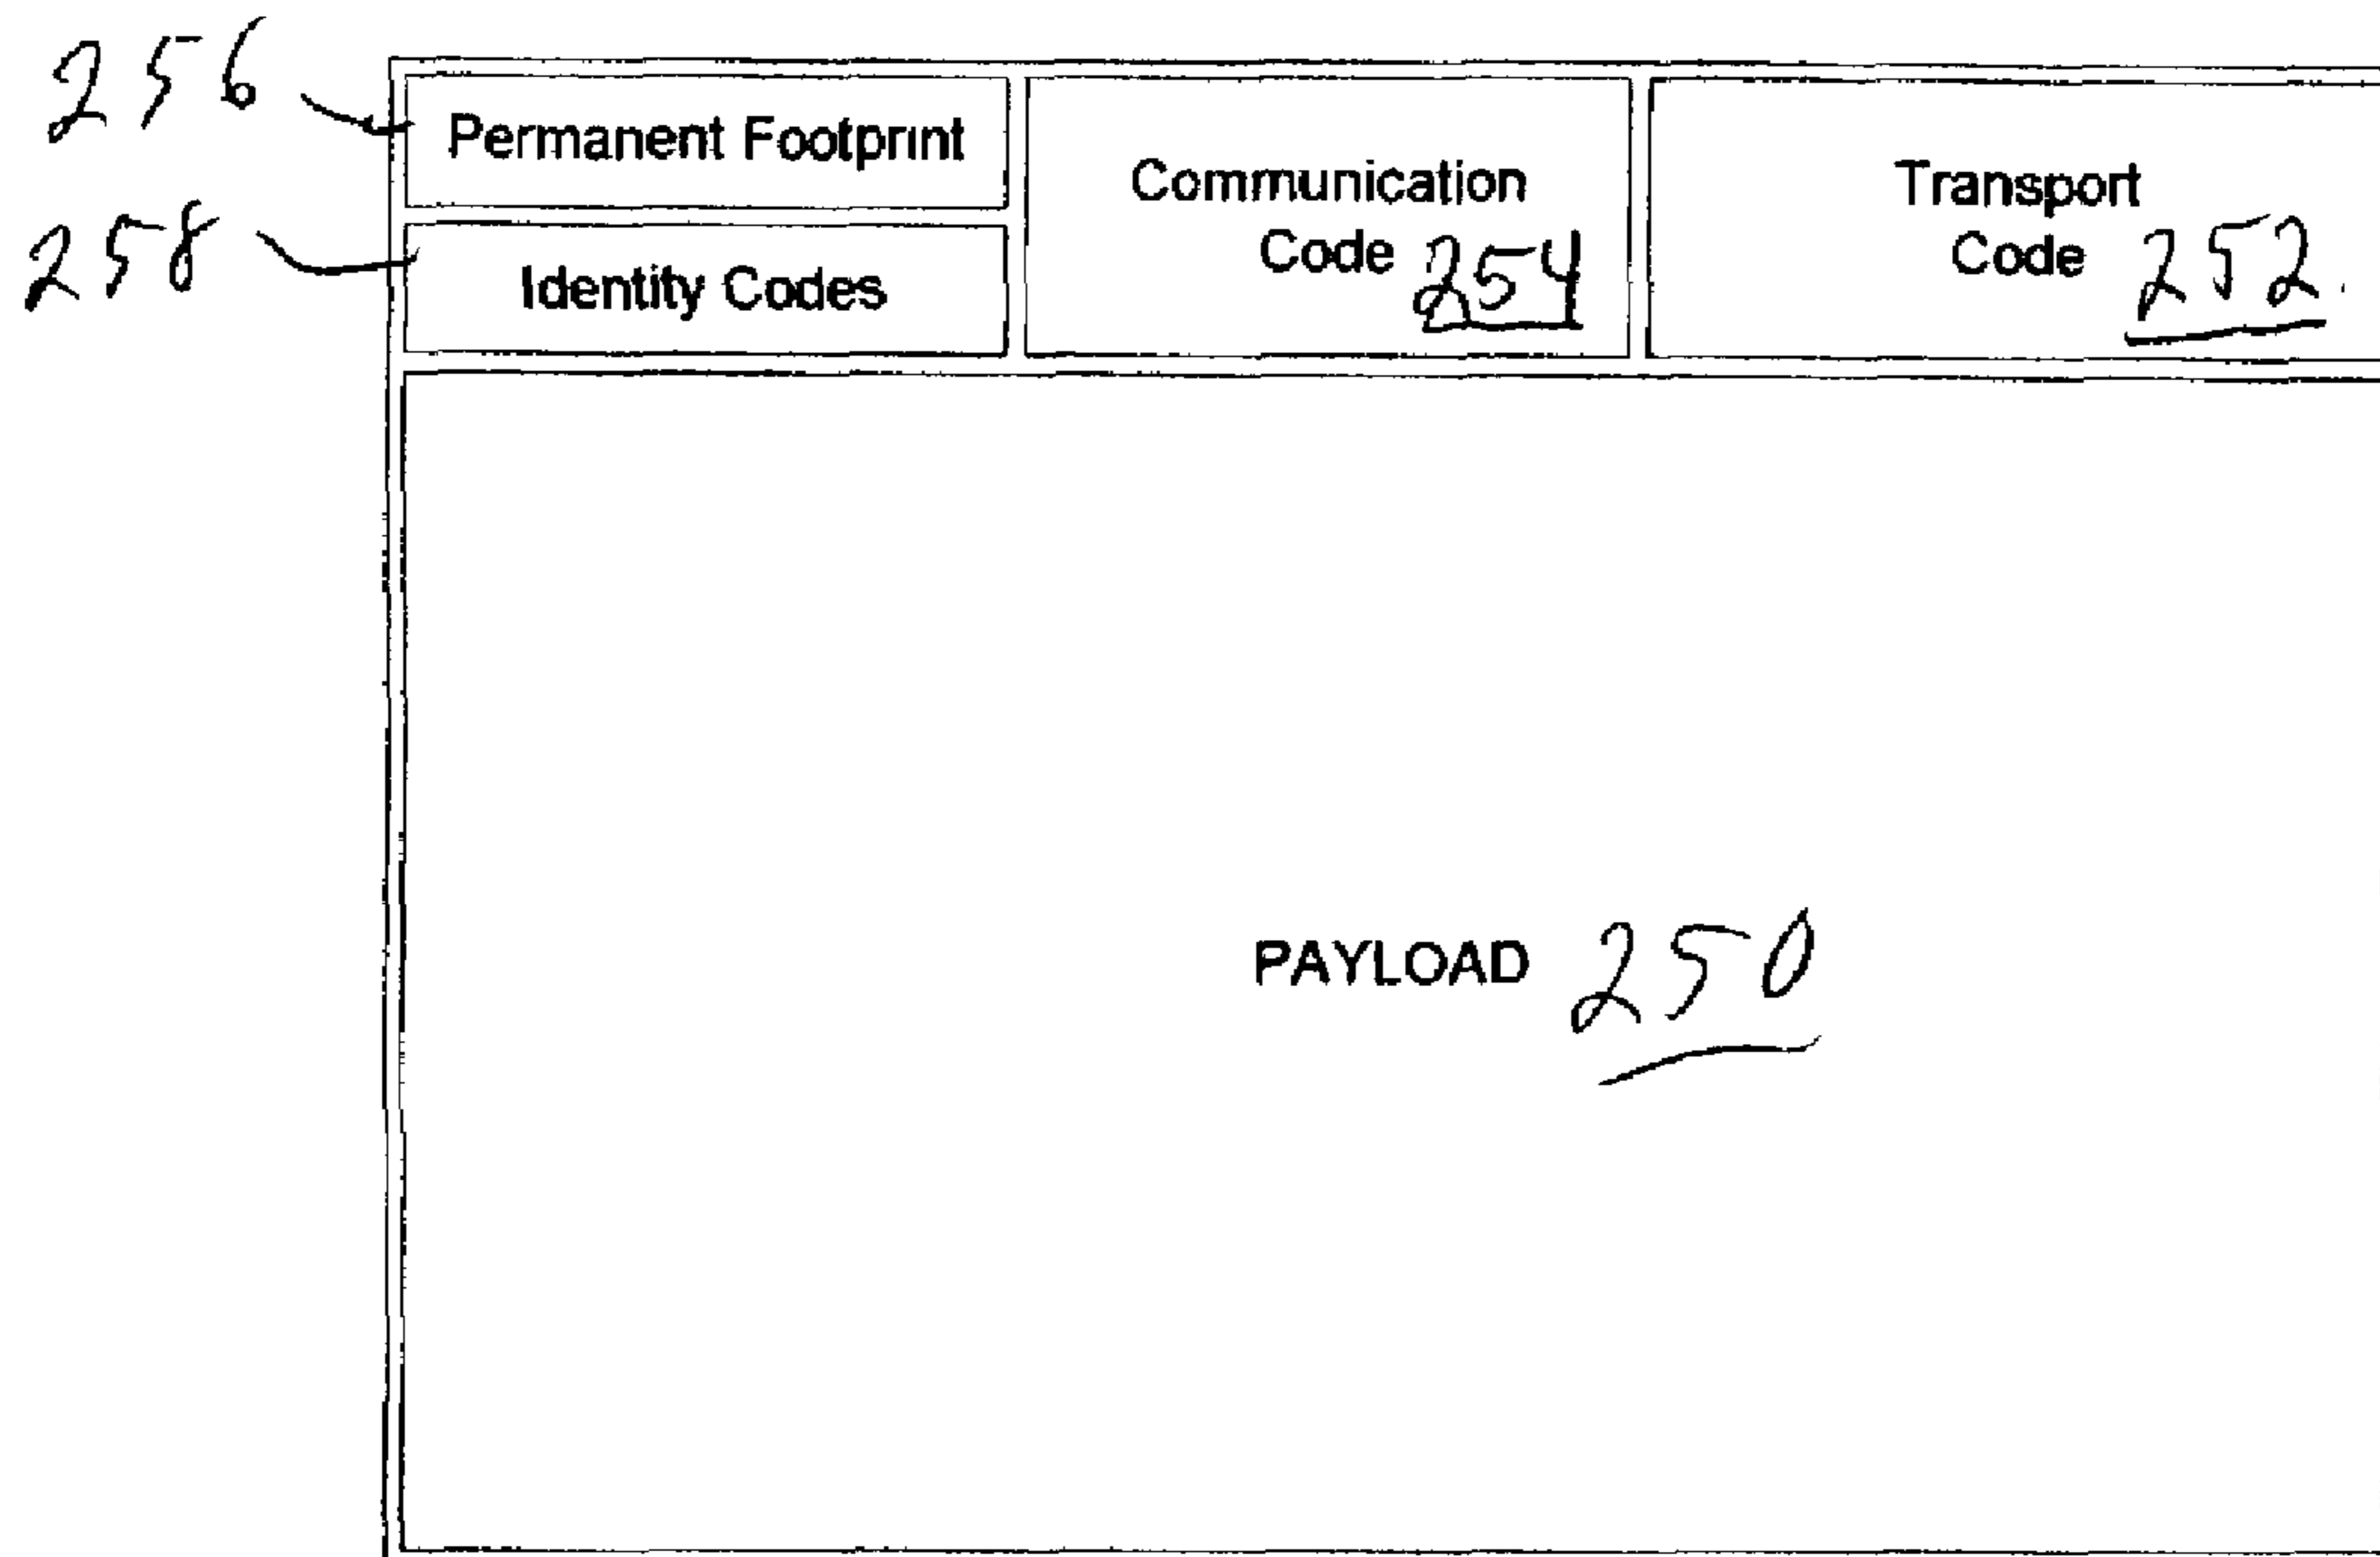 256
Permanent Footprint
258
Identity Codes
Communication
Code 254
Transport
Code 252
PAYLOAD 250